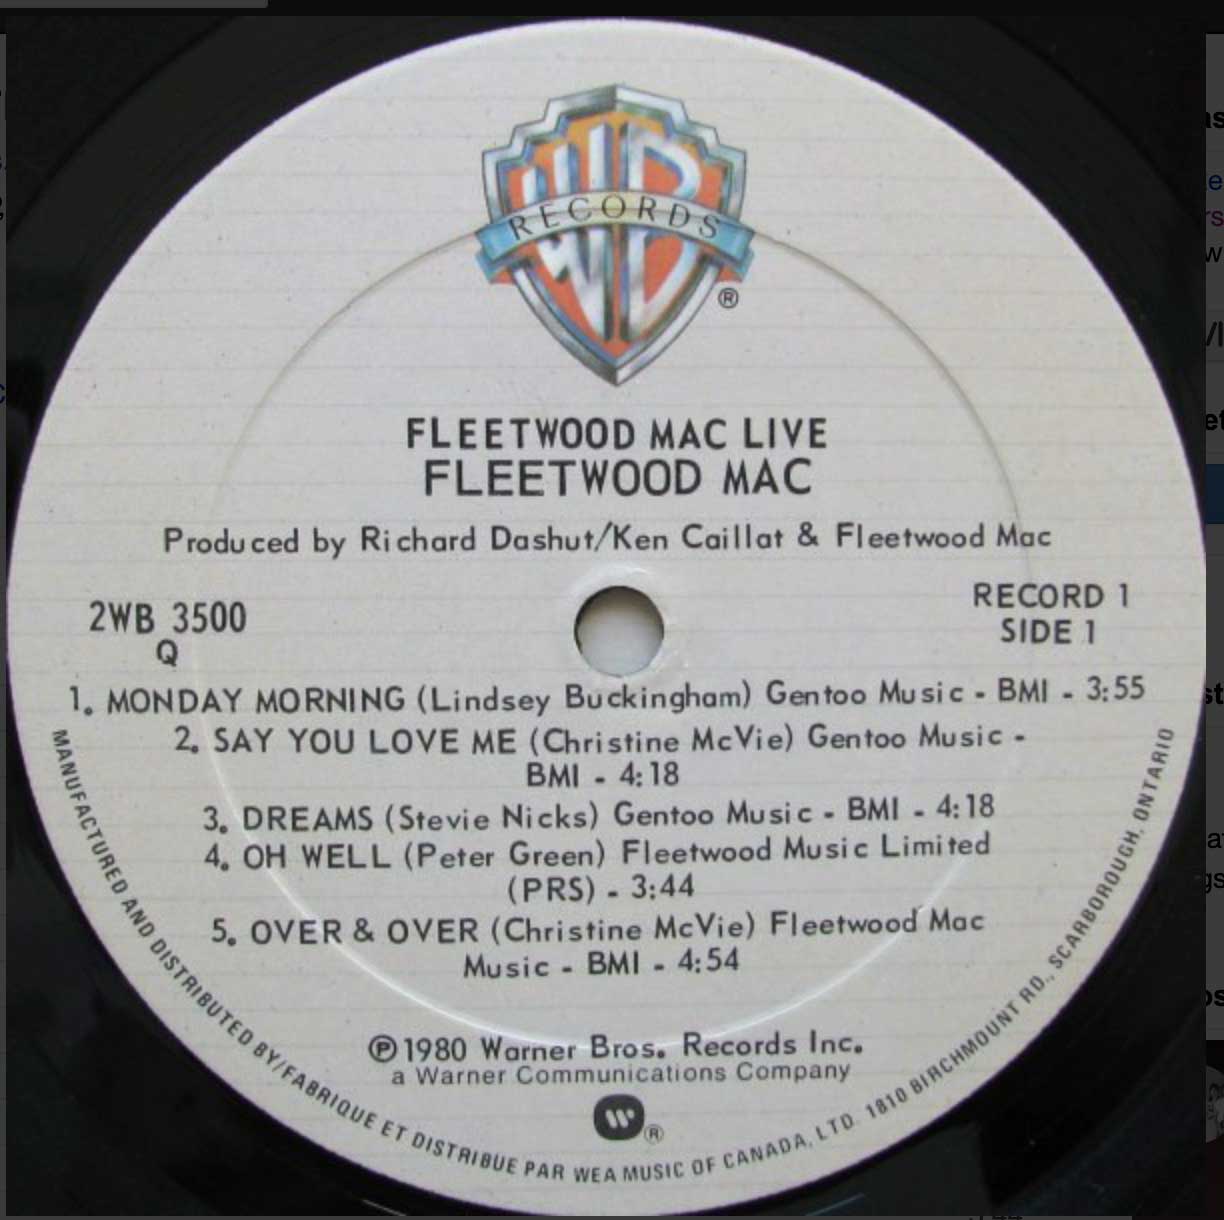 WB
RECORDS
®
FLEETWOOD MAC LIVE
FLEETWOOD MAC
Produced by Richard Dashut/Ken Caillat & Fleetwood Mac
2WB 3500
Q
RECORD 1
SIDE 1
1. MONDAY MORNING (Lindsey Buckingham) Gentoo Music - BMI - 3:55
2. SAY YOU LOVE ME (Christine McVie) Gentoo Music -
BMI - 4:18
3. DREAMS (Stevie Nicks) Gentoo Music - BMI - 4:18
4. OH WELL (Peter Green) Fleetwood Music Limited
(PRS) - 3:44
5. OVER & OVER (Christine McVie) Fleetwood Mac
Music - BMI - 4:54
℗1980 Warner Bros. Records Inc.
a Warner Communications Company
®
MANUFACTURED AND DISTRIBUTED BY/FABRIQUE ET DISTRIBUE PAR WEA MUSIC OF CANADA, LTD. 1810 BIRCHMOUNT RD., SCARBOROUGH, ONTARIO